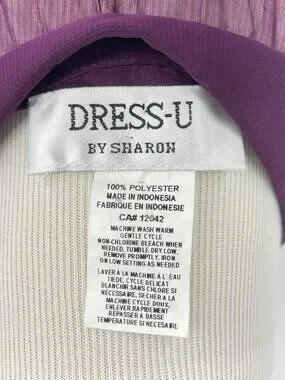 DRESS-U
BY SHARON
100% POLYESTER
MADE IN INDONESIA
FABRIQUE EN INDONESIE
CA# 12642
MACHINE WASH WARM
GENTLE CYCLE
NON-CHLORINE BLEACH WHEN
NEEDED, TUMBLE DRY LOW,
REMOVE PROMPTLY, IRON
ON LOW SETTING AS NEEDED
LAVER À LA MACHINE À L' EAU
TIEDE, CYCLE DELICAT
BLANCHIR SANS CHLORE SI
NECESSAIRE, SECHER A LA
MACHINE CYCLE DOUX,
ENLEVER RAPIDEMENT
REPASSER A BASSE
TEMPERATURE SI NECESAIRE